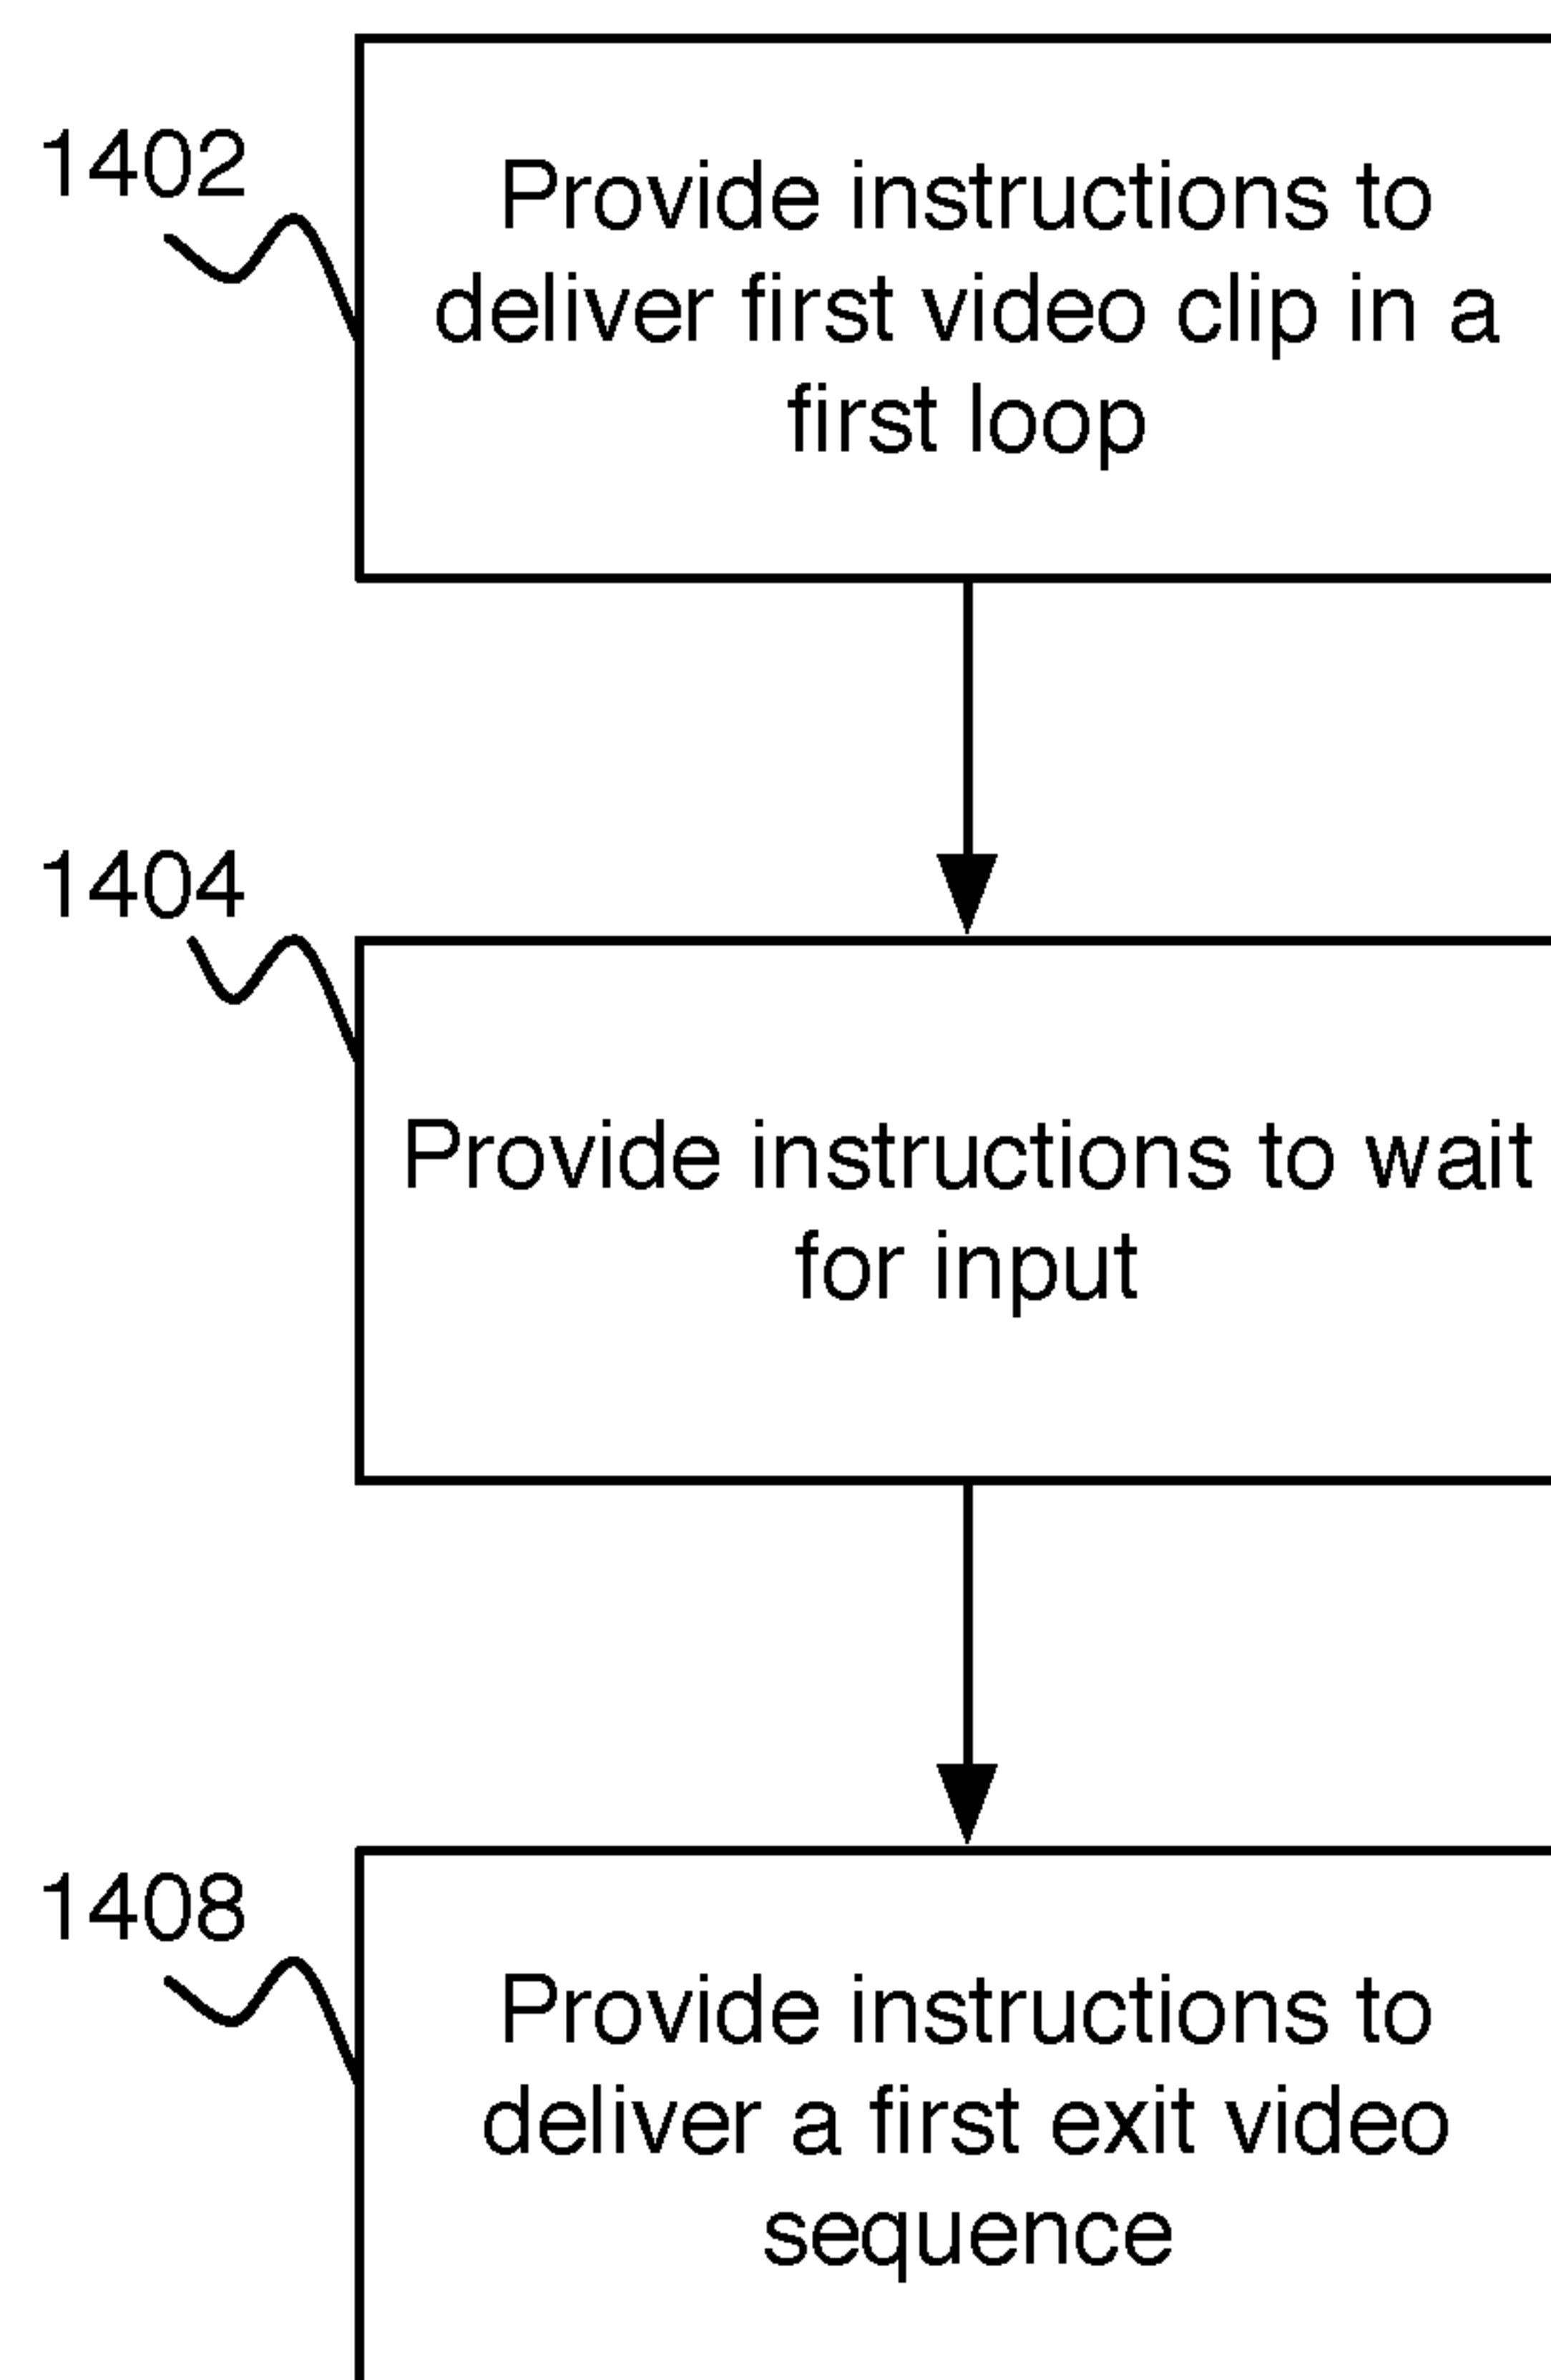 1402
Provide instructions to
deliver first video clip in a
first loop
1404
Provide instructions to wait
for input
1408
Provide instructions to
deliver a first exit video
sequence